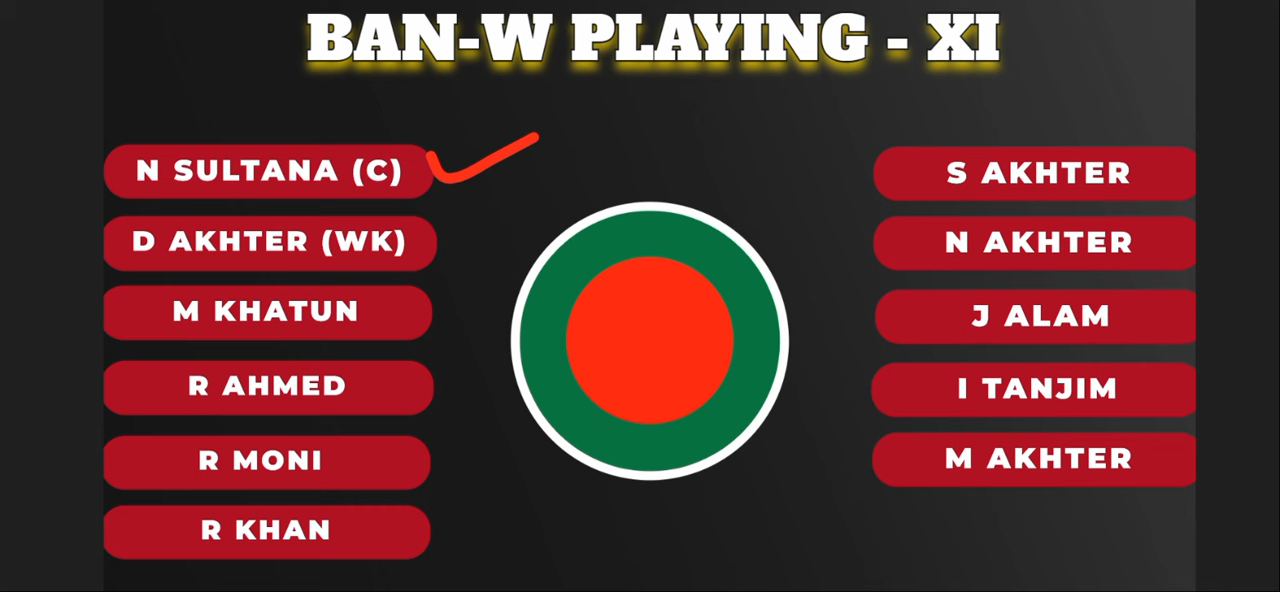 BAN-W PLAYING - XI
N SULTANA (C)
D AKHTER (WK)
M KHATUN
R AHMED
R MONI
R KHAN
S AKHTER
N AKHTER
J ALAM
I TANJIM
M AKHTER